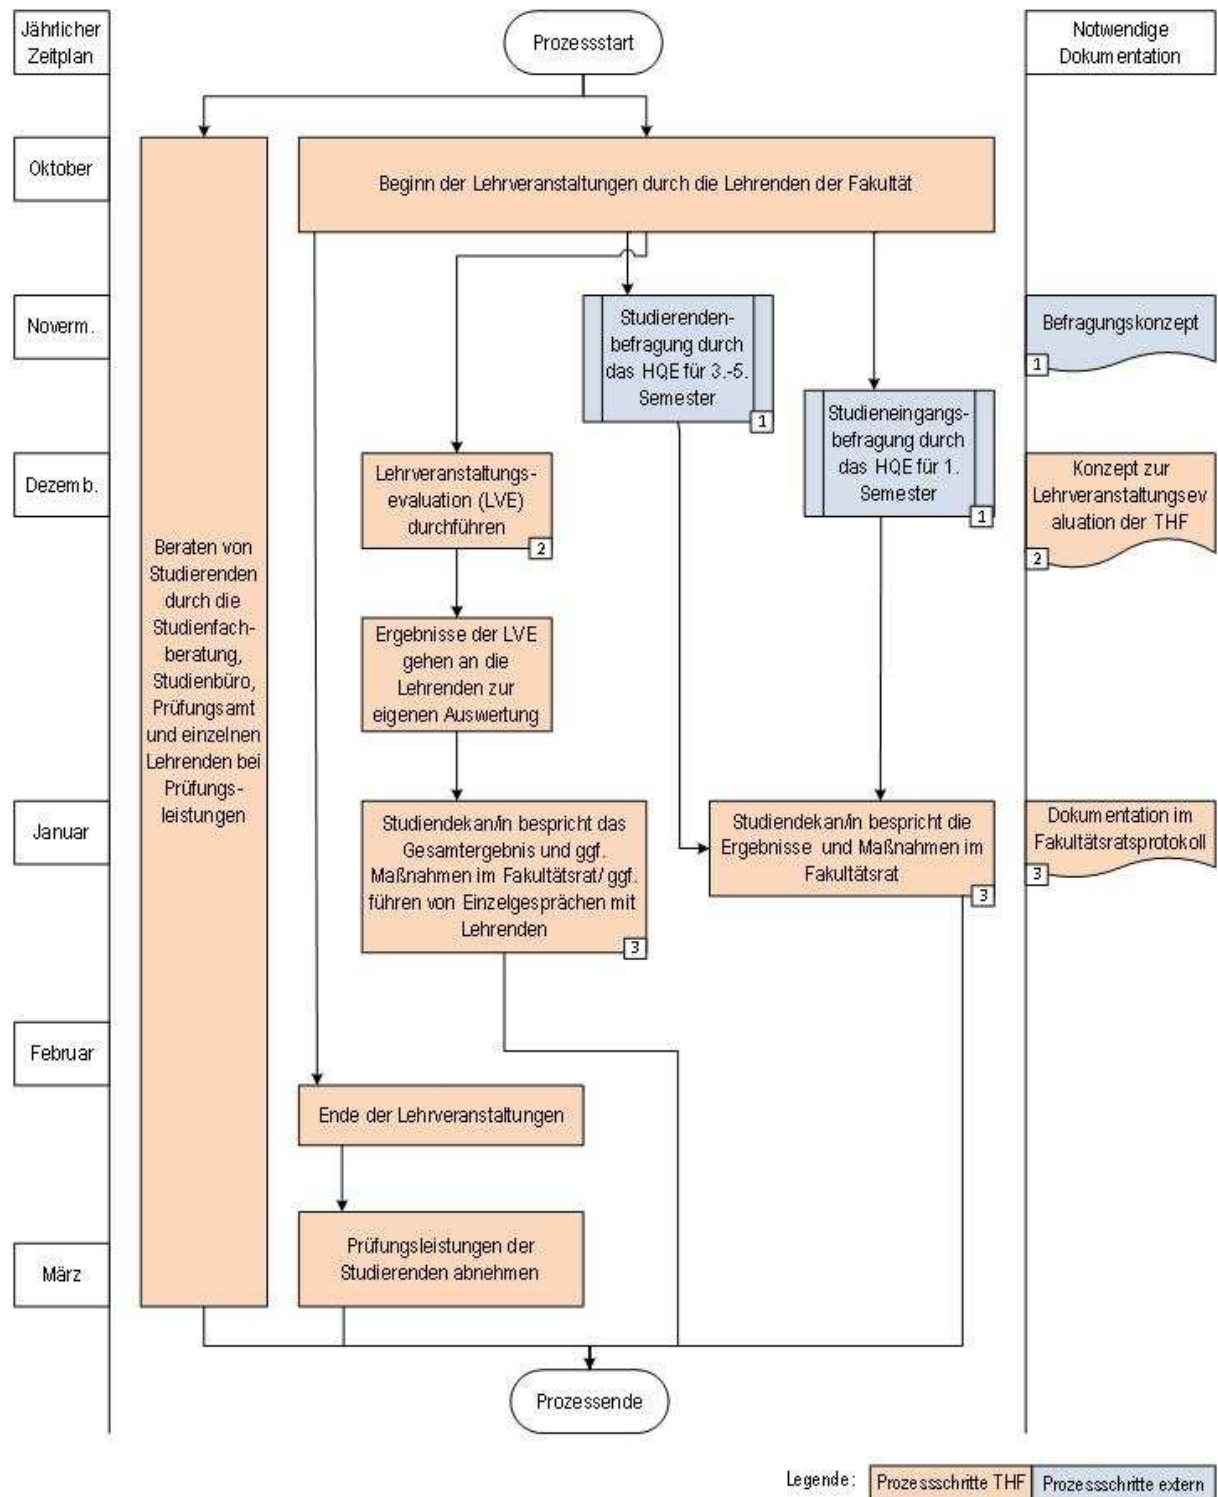 Jährlicher
Zeitplan
Prozessstart
Notwendige
Dokumentation
Oktober
Beginn der Lehrveranstaltungen durch die Lehrenden der Fakultät
Noverm.
Studierenden-
befragung durch
das HQE für 3.-5.
Semester
1
Befragungskonzept
1
Studieneingangs-
befragung durch
das HQE für 1.
Semester
1
Dezemb.
Lehrveranstaltungs-
evaluation (LVE)
durchführen
2
Konzept zur
Lehrveranstaltungsev
aluation der THF
2
Beraten von
Studierenden
durch die
Studienfach-
beratung,
Studienbüro,
Prüfungsamt
und einzelnen
Lehrenden bei
Prüfungs-
leistungen
Ergebnisse der LVE
gehen an die
Lehrenden zur
eigenen Auswertung
Januar
Studiendekan/in bespricht das
Gesamtergebnis und ggf.
Maßnahmen im Fakultätsrat/ ggf.
führen von Einzelgesprächen mit
Lehrenden
3
Studiendekan/in bespricht die
Ergebnisse und Maßnahmen im
Fakultätsrat
3
Dokumentation im
Fakultätsratsprotokoll
3
Februar
Ende der Lehrveranstaltungen
März
Prüfungsleistungen der
Studierenden abnehmen
Prozessende
Legende: Prozessschritte THF Prozessschritte extern